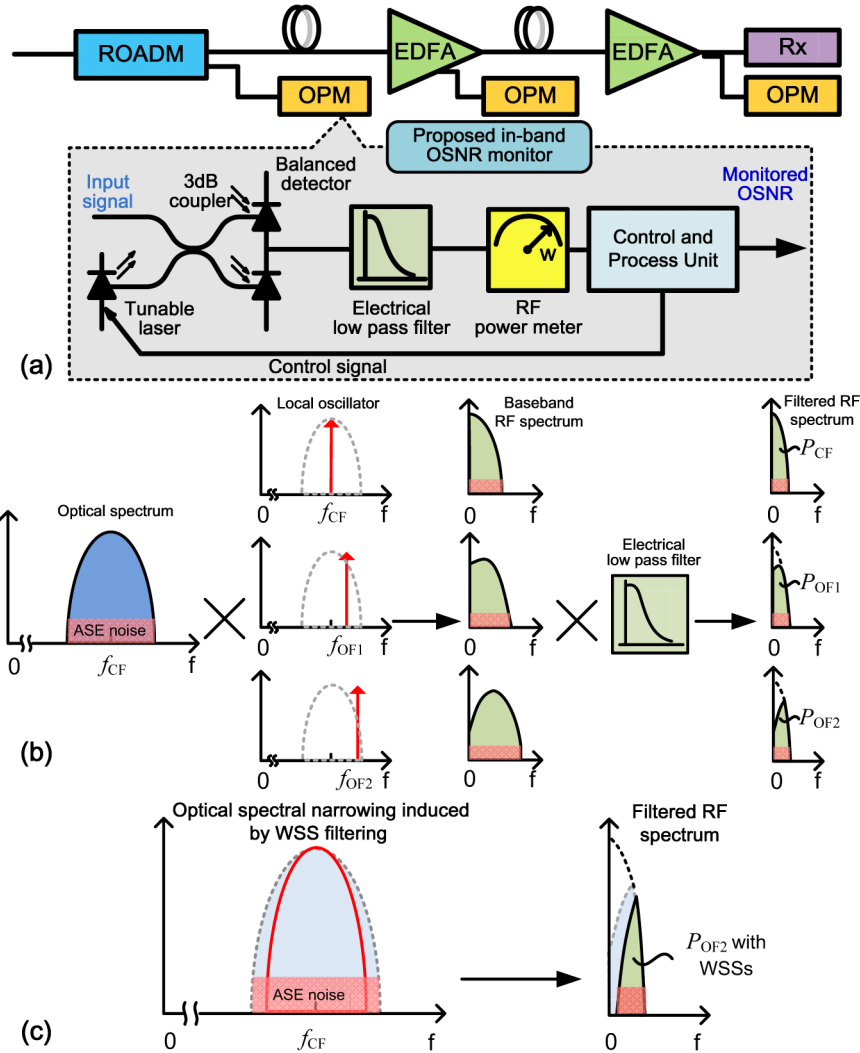 ROADM
EDFA
EDFA
Rx
OPM
OPM
OPM
Proposed in-band
OSNR monitor
Input
signal
3dB
coupler
Balanced
detector
Monitored
OSNR
Control and
Process Unit
W
Tunable
laser
Electrical
low pass filter
RF
power meter
Control signal
(a)
Local oscillator
Baseband
RF spectrum
Filtered RF
spectrum
P_CF
0
f_CF
f
0
f
0
f
Optical spectrum
ASE noise
0
f_CF
f
Electrical
low pass filter
P_OF1
0
f_OF1
f
0
f
0
f
P_OF2
0
f_OF2
f
0
f
0
f
(b)
Optical spectral narrowing induced
by WSS filtering
Filtered RF
spectrum
P_OF2 with
WSSs
ASE noise
0
f_CF
f
0
f
(c)